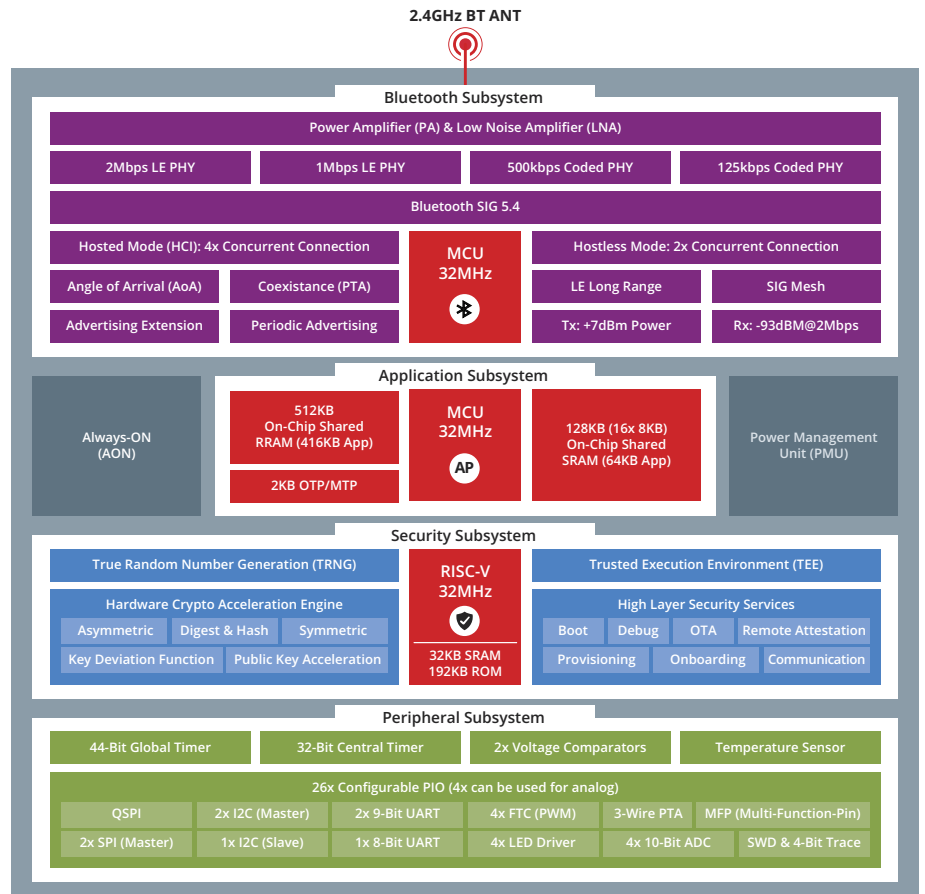 2.4GHz BT ANT
Bluetooth Subsystem
Power Amplifier (PA) & Low Noise Amplifier (LNA)
2Mbps LE PHY
1Mbps LE PHY
500kbps Coded PHY
125kbps Coded PHY
Bluetooth SIG 5.4
Hosted Mode (HCI): 4x Concurrent Connection
MCU
32MHz
Hostless Mode: 2x Concurrent Connection
Angle of Arrival (AoA)
Coexistance (PTA)
LE Long Range
SIG Mesh
Advertising Extension
Periodic Advertising
Tx: +7dBm Power
Rx: -93dBM@2Mbps
Application Subsystem
Always-ON
(AON)
512KB
On-Chip Shared
RRAM (416KB App)
2KB OTP/MTP
MCU
32MHz
AP
128KB (16x 8KB)
On-Chip Shared
SRAM (64KB App)
Power Management
Unit (PMU)
Security Subsystem
True Random Number Generation (TRNG)
RISC-V
32MHz
32KB SRAM
192KB ROM
Trusted Execution Environment (TEE)
Hardware Crypto Acceleration Engine
Asymmetric
Digest & Hash
Symmetric
Key Deviation Function
Public Key Acceleration
High Layer Security Services
Boot
Debug
OTA
Remote Attestation
Provisioning
Onboarding
Communication
Peripheral Subsystem
44-Bit Global Timer
32-Bit Central Timer
2x Voltage Comparators
Temperature Sensor
26x Configurable PIO (4x can be used for analog)
QSPI
2x I2C (Master)
2x 9-Bit UART
4x FTC (PWM)
3-Wire PTA
MFP (Multi-Function-Pin)
2x SPI (Master)
1x I2C (Slave)
1x 8-Bit UART
4x LED Driver
4x 10-Bit ADC
SWD & 4-Bit Trace